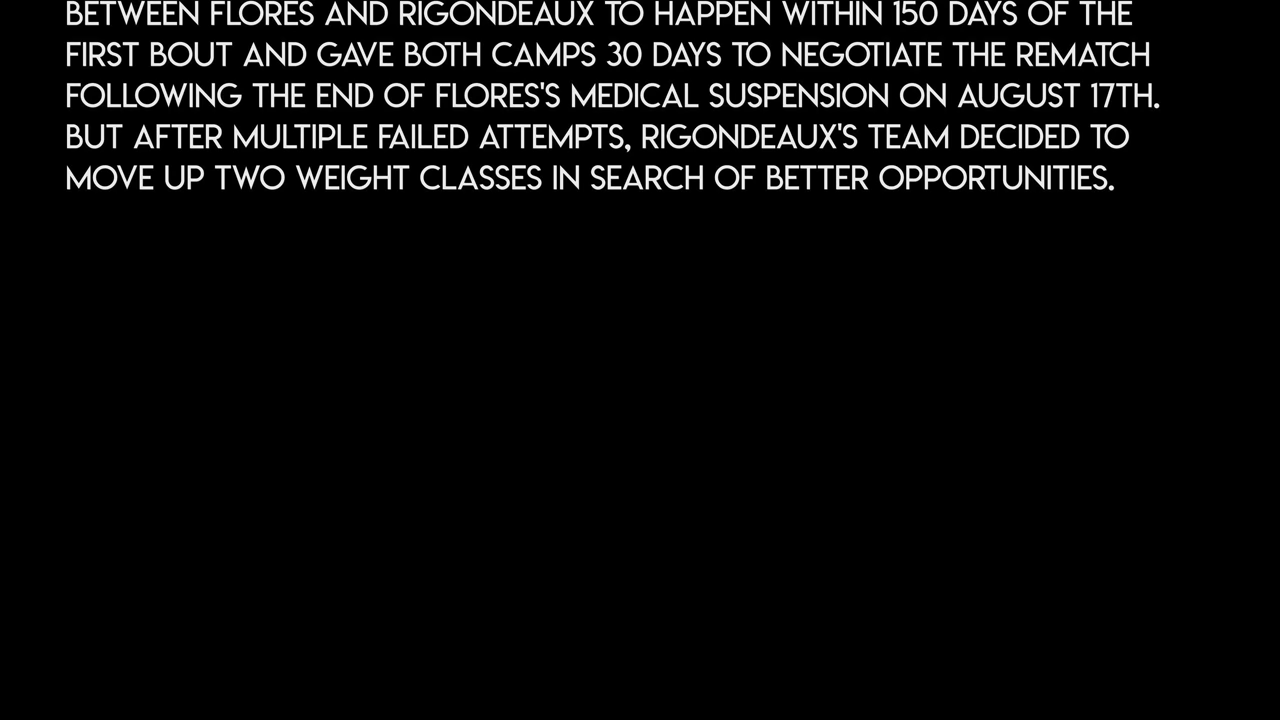 BETWEEN FLORES AND RIGONDEAUX TO HAPPEN WITHIN 150 DAYS OF THE
FIRST BOUT AND GAVE BOTH CAMPS 30 DAYS TO NEGOTIATE THE REMATCH
FOLLOWING THE END OF FLORES'S MEDICAL SUSPENSION ON AUGUST 17TH.
BUT AFTER MULTIPLE FAILED ATTEMPTS, RIGONDEAUX'S TEAM DECIDED TO
MOVE UP TWO WEIGHT CLASSES IN SEARCH OF BETTER OPPORTUNITIES.